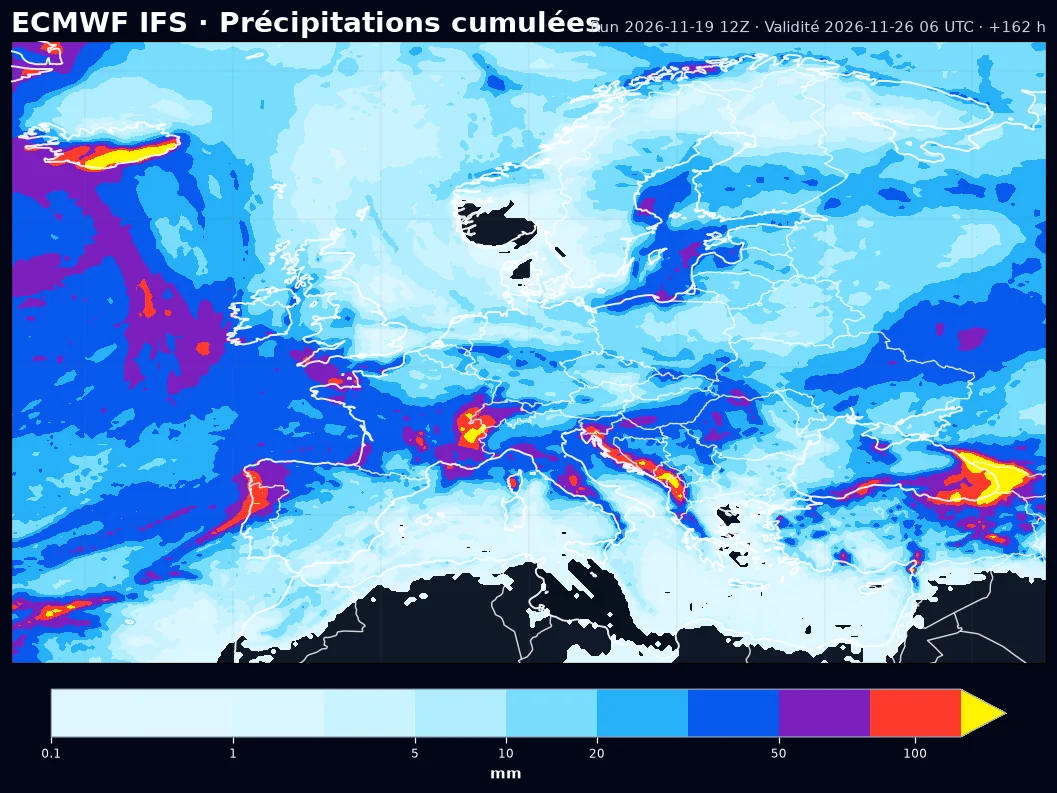 ECMWF IFS · Précipitations cumulées
Run 2026-11-19 12Z · Validité 2026-11-26 06 UTC · +162 h
0.1 1 5 10 20 50 100
mm